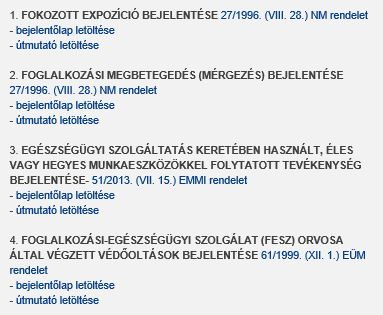 1. FOKOZOTT EXPOZÍCIÓ BEJELENTÉSE 27/1996. (VIII. 28.) NM rendelet
- bejelentőlap letöltése
- útmutató letöltése
2. FOGLALKOZÁSI MEGBETEGEDÉS (MÉRGEZÉS) BEJELENTÉSE
27/1996. (VIII. 28.) NM rendelet
- bejelentőlap letöltése
- útmutató letöltése
3. EGÉSZSÉGÜGYI SZOLGÁLTATÁS KERETÉBEN HASZNÁLT, ÉLES
VAGY HEGYES MUNKAESZKÖZÖKKEL FOLYTATOTT TEVÉKENYSÉG
BEJELENTÉSE- 51/2013. (VII. 15.) EMMI rendelet
- bejelentőlap letöltése
- útmutató letöltése
4. FOGLALKOZÁSI-EGÉSZSÉGÜGYI SZOLGÁLAT (FESZ) ORVOSA
ÁLTAL VÉGZETT VÉDŐOLTÁSOK BEJELENTÉSE 61/1999. (XII. 1.) EÜM
rendelet
- bejelentőlap letöltése
- útmutató letöltése